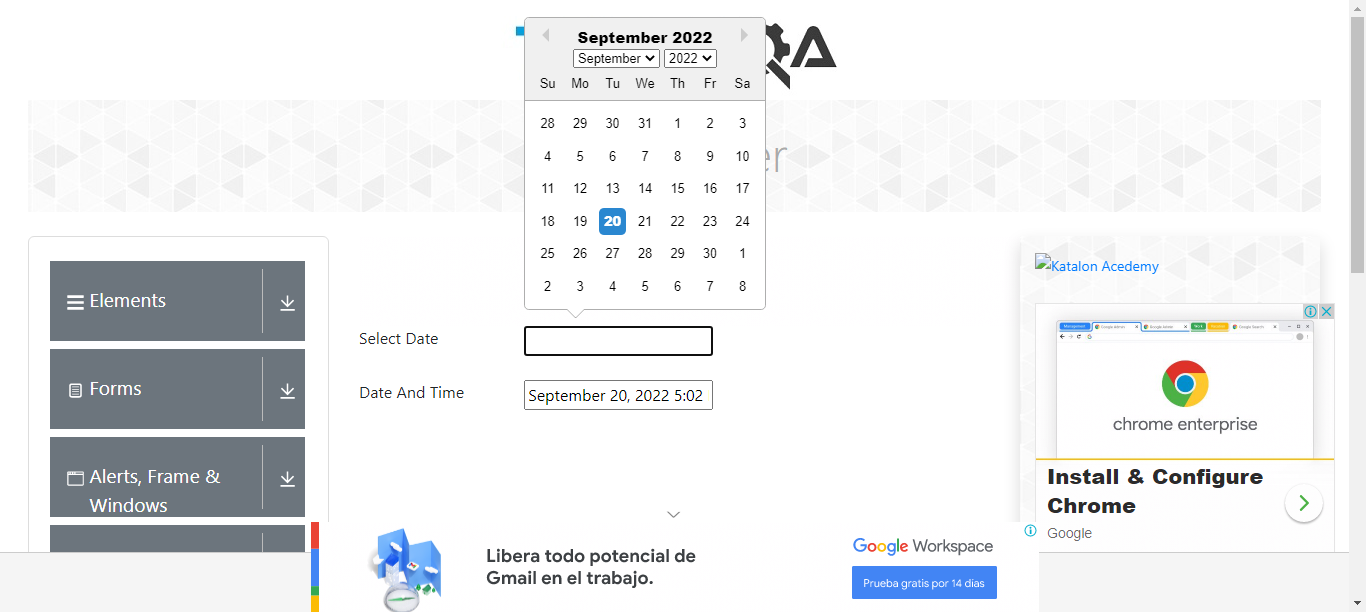 QA
er
September 2022
September 2022
Su Mo Tu We Th Fr Sa
28 29 30 31 1 2 3
4 5 6 7 8 9 10
11 12 13 14 15 16 17
18 19 20 21 22 23 24
25 26 27 28 29 30 1
2 3 4 5 6 7 8
Elements
Forms
Alerts, Frame &
Windows
Select Date
Date And Time
September 20, 2022 5:02
Katalon Acedemy
chrome enterprise
Install & Configure
Chrome
Google
Libera todo potencial de
Gmail en el trabajo.
Google Workspace
Prueba gratis por 14 días